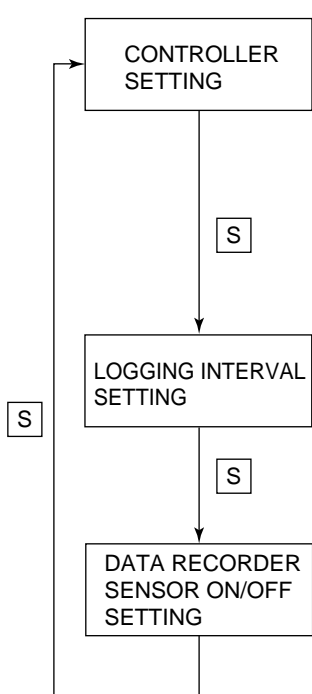 CONTROLLER
SETTING
S
LOGGING INTERVAL
SETTING
S
S
DATA RECORDER
SENSOR ON/OFF
SETTING